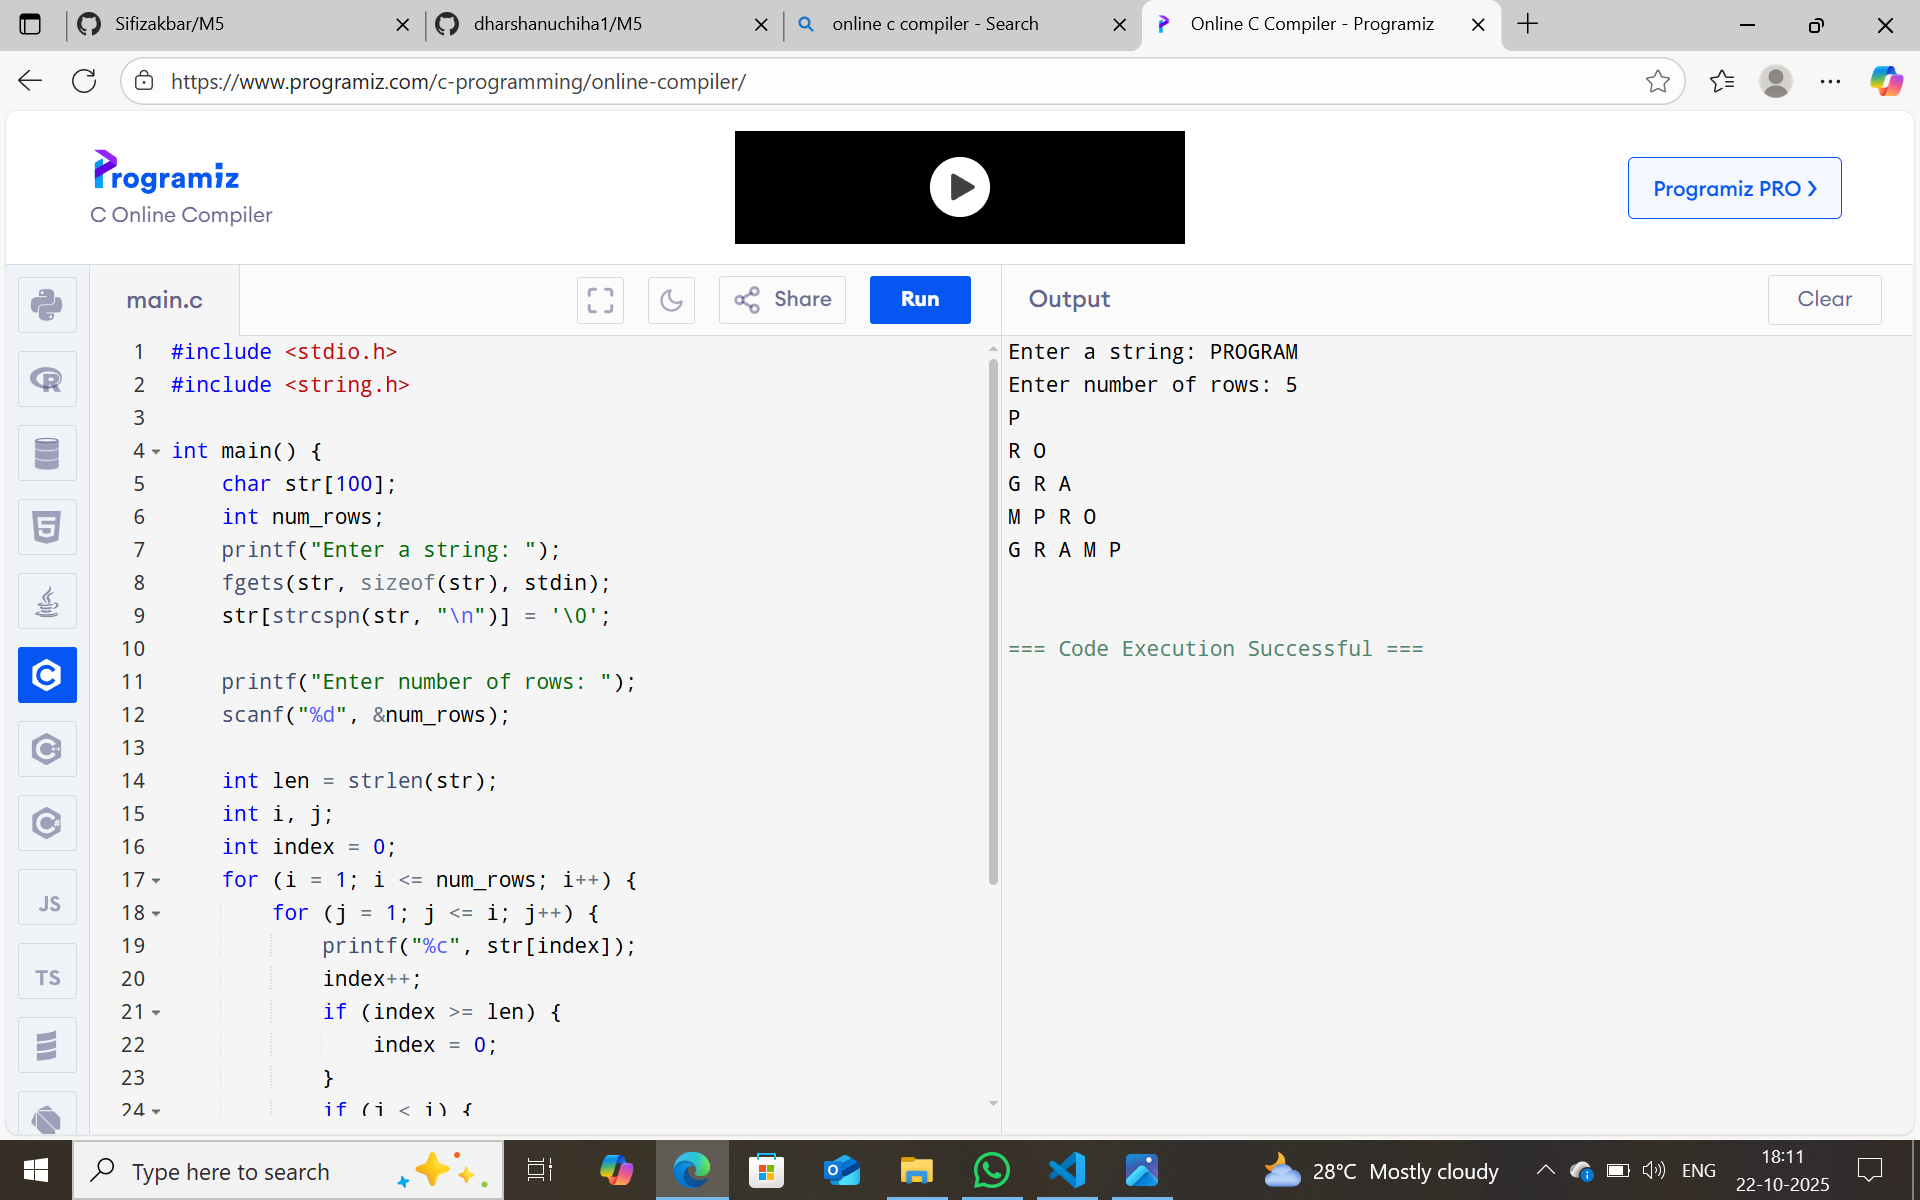 Sifizakbar/M5
dharshanuchiha1/M5
online c compiler - Search
Online C Compiler - Programiz
https://www.programiz.com/c-programming/online-compiler/
Programiz
C Online Compiler
Programiz PRO ❯
main.c
Share
Run
Output
Clear
1 #include <stdio.h>
2 #include <string.h>
3
4 int main() {
5 char str[100];
6 int num_rows;
7 printf("Enter a string: ");
8 fgets(str, sizeof(str), stdin);
9 str[strcspn(str, "\n")] = '\0';
10
11 printf("Enter number of rows: ");
12 scanf("%d", &num_rows);
13
14 int len = strlen(str);
15 int i, j;
16 int index = 0;
17 for (i = 1; i <= num_rows; i++) {
18 for (j = 1; j <= i; j++) {
19 printf("%c", str[index]);
20 index++;
21 if (index >= len) {
22 index = 0;
23 }
24 if (j < i) {
Enter a string: PROGRAM
Enter number of rows: 5
P
R O
G R A
M P R O
G R A M P
=== Code Execution Successful ===
JS
TS
Type here to search
28°C Mostly cloudy
ENG
18:11
22-10-2025